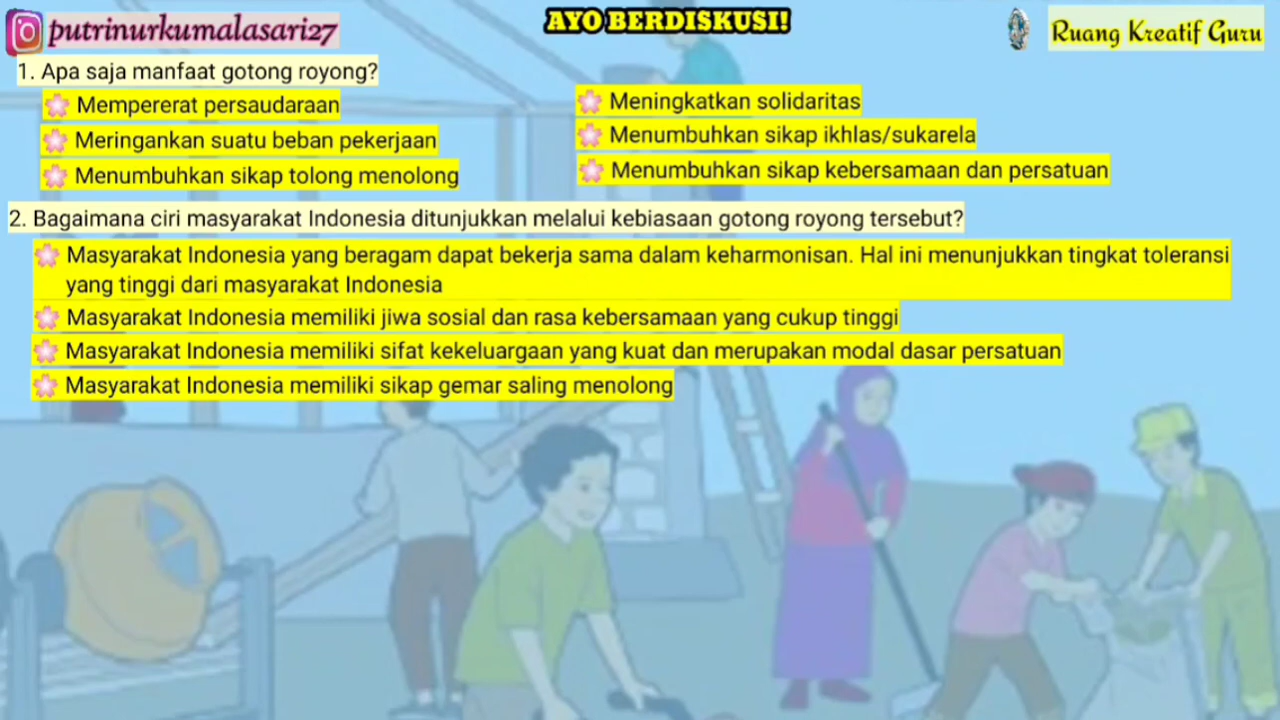 putrinurkumalasari27
AYO BERDISKUSI!
Ruang Kreatif Guru
1. Apa saja manfaat gotong royong?
Mempererat persaudaraan
Meringankan suatu beban pekerjaan
Menumbuhkan sikap tolong menolong
Meningkatkan solidaritas
Menumbuhkan sikap ikhlas/sukarela
Menumbuhkan sikap kebersamaan dan persatuan
2. Bagaimana ciri masyarakat Indonesia ditunjukkan melalui kebiasaan gotong royong tersebut?
Masyarakat Indonesia yang beragam dapat bekerja sama dalam keharmonisan. Hal ini menunjukkan tingkat toleransi
yang tinggi dari masyarakat Indonesia
Masyarakat Indonesia memiliki jiwa sosial dan rasa kebersamaan yang cukup tinggi
Masyarakat Indonesia memiliki sifat kekeluargaan yang kuat dan merupakan modal dasar persatuan
Masyarakat Indonesia memiliki sikap gemar saling menolong